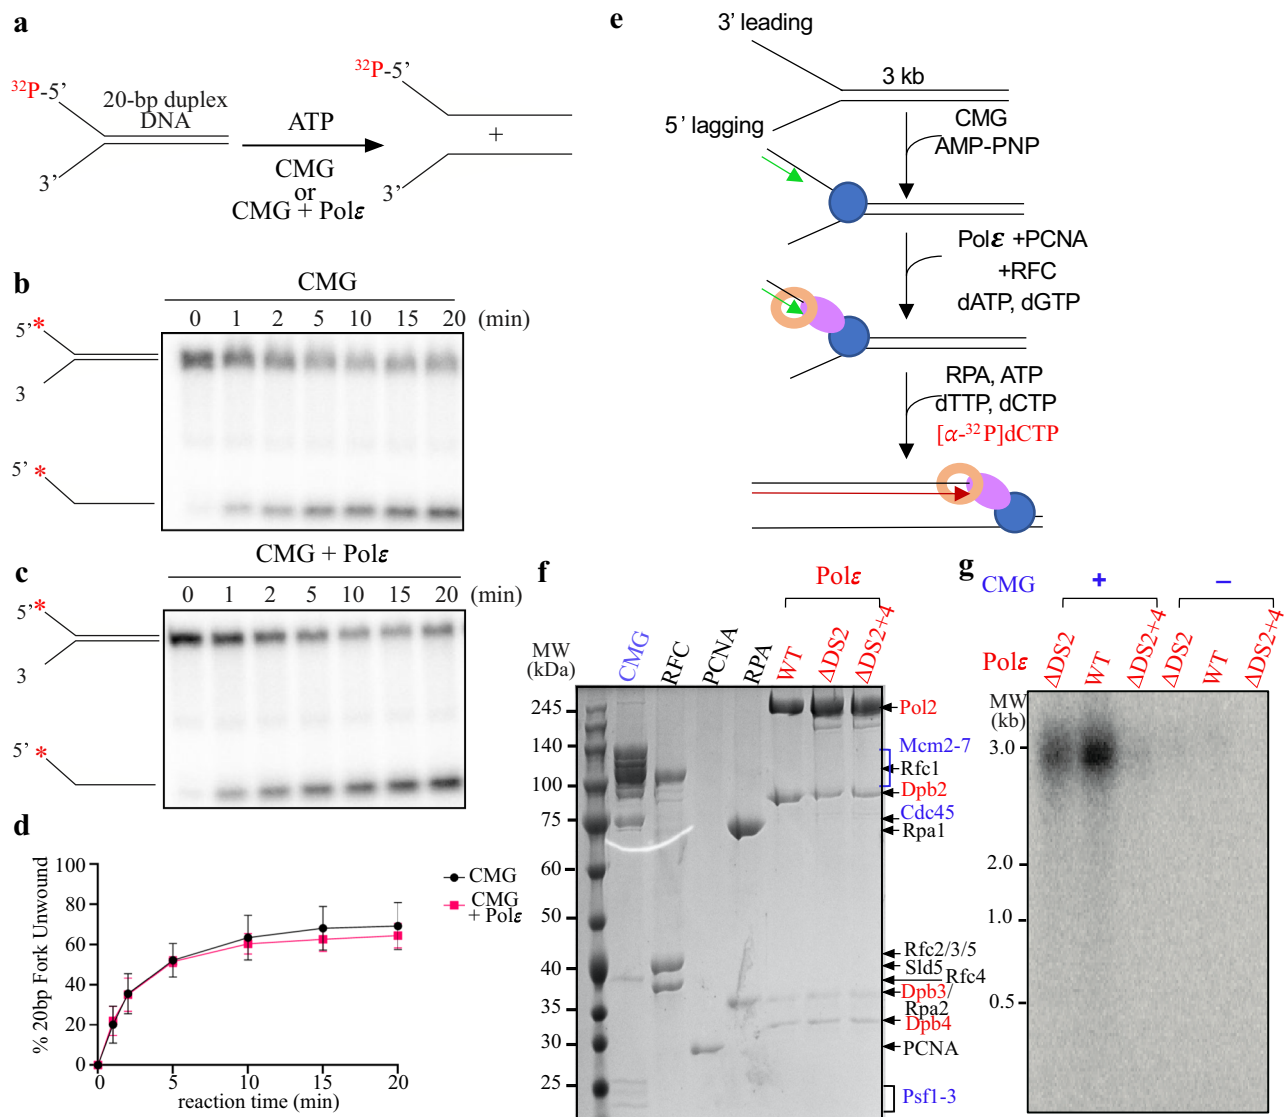 a
32P-5'
20-bp duplex
DNA
3'
ATP
CMG
or
CMG + Polε
32P-5'
+
3'
b
CMG
0 1 2 5 10 15 20 (min)
5'*
3
5' *
c
CMG + Polε
0 1 2 5 10 15 20 (min)
5'*
3
5' *
d
% 20bp Fork Unwound
100
80
60
40
20
0
0 5 10 15 20
reaction time (min)
CMG
CMG
+ Polε
e
3' leading
3 kb
5' lagging
CMG
AMP-PNP
Polε +PCNA
+RFC
dATP, dGTP
RPA, ATP
dTTP, dCTP
[α-32P]dCTP
f
Polε
MW
(kDa)
CMG
RFC
PCNA
RPA
WT
ΔDS2
ΔDS2+4
245
140
100
75
60
50
40
35
30
25
Pol2
Mcm2-7
Rfc1
Dpb2
Cdc45
Rpa1
Rfc2/3/5
Sld5
Rfc4
Dpb3/
Rpa2
Dpb4
PCNA
Psf1-3
g
CMG + −
Polε
ΔDS2
WT
ΔDS2+4
ΔDS2
WT
ΔDS2+4
MW
(kb)
3.0
2.0
1.0
0.5